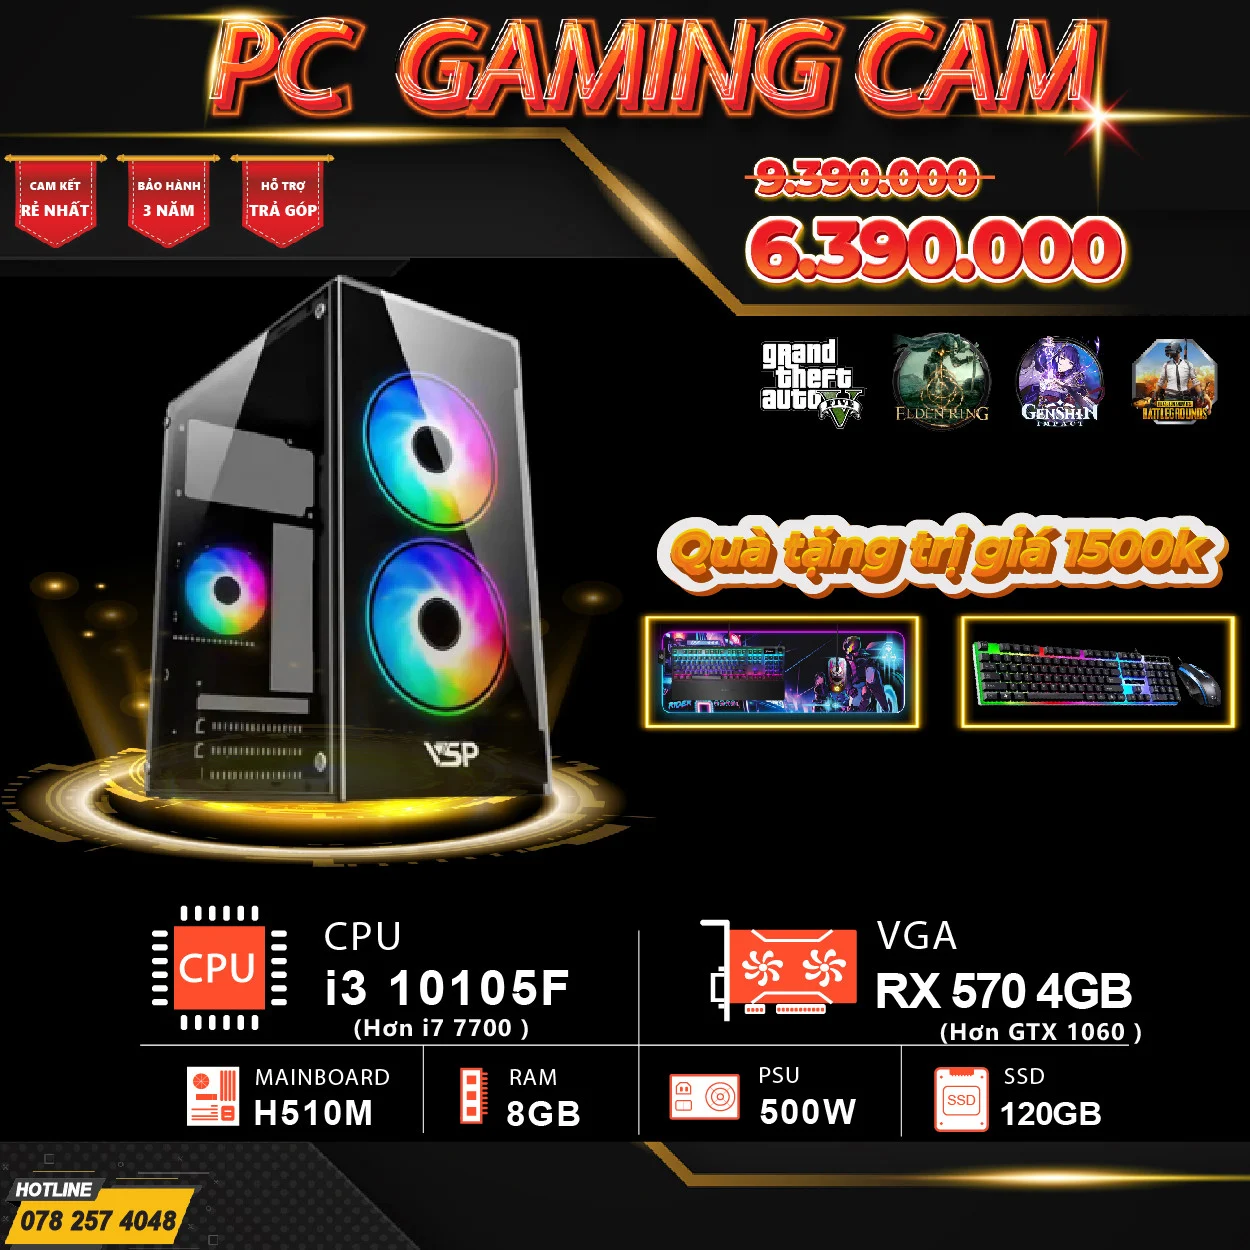 PC GAMING CAM
CAM KẾT
RẺ NHẤT
BẢO HÀNH
3 NĂM
HỖ TRỢ
TRẢ GÓP
9.390.000
6.390.000
grand
theft
auto
FIVE
ELDEN RING
GENSHIN
IMPACT
BATTLEGROUNDS
Quà tặng trị giá 1500k
RIDER
VSP
CPU
CPU
i3 10105F
(Hơn i7 7700 )
VGA
RX 570 4GB
(Hơn GTX 1060 )
MAINBOARD
H510M
RAM
8GB
PSU
500W
SSD
SSD
120GB
HOTLINE
078 257 4048